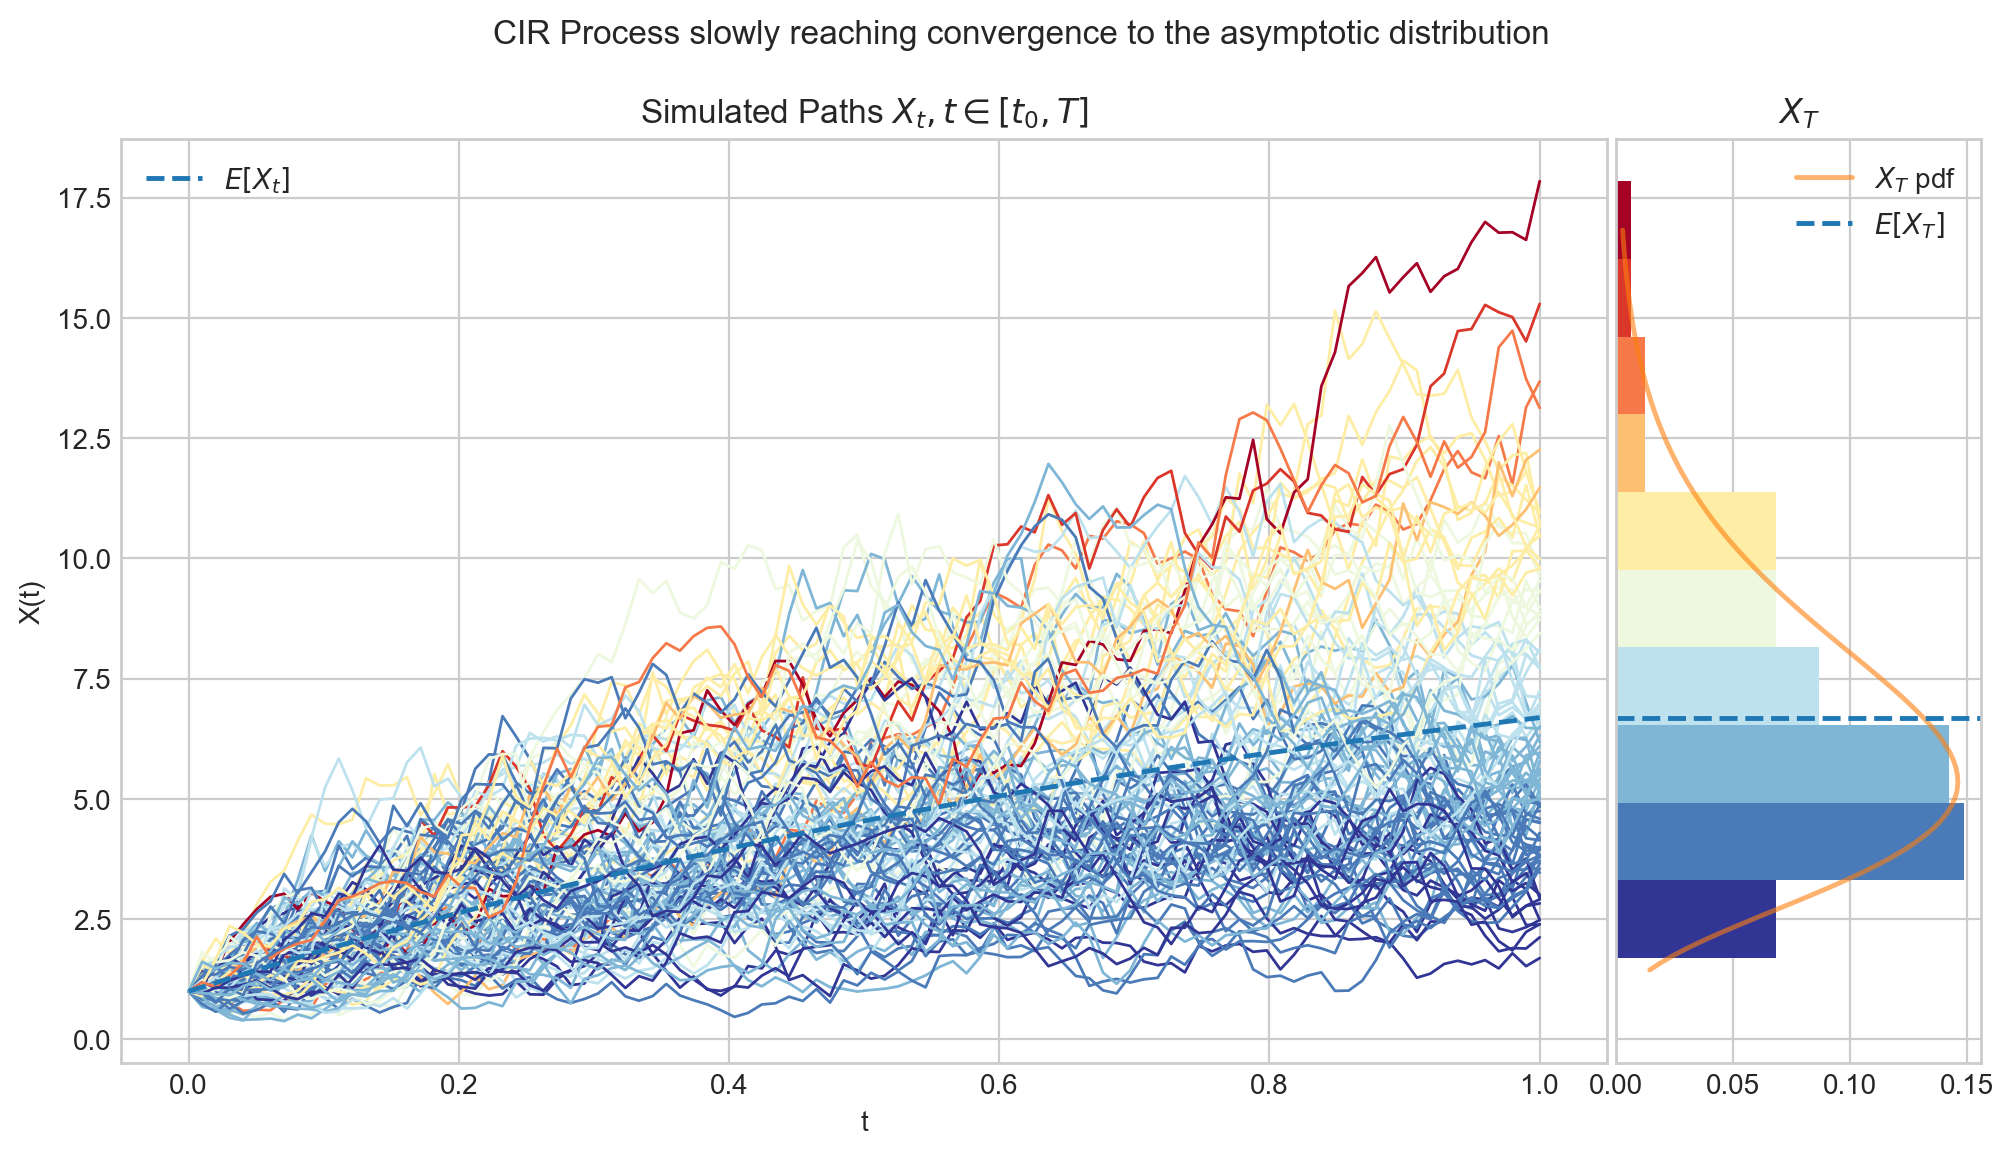 CIR Process slowly reaching convergence to the asymptotic distribution
Simulated Paths $X_t, t \in [t_0, T]$
$X_T$
$E[X_t]$
$X_T$ pdf
$E[X_T]$
17.5
15.0
12.5
10.0
7.5
5.0
2.5
0.0
X(t)
0.0 0.2 0.4 0.6 0.8 1.0
0.00 0.05 0.10 0.15
t